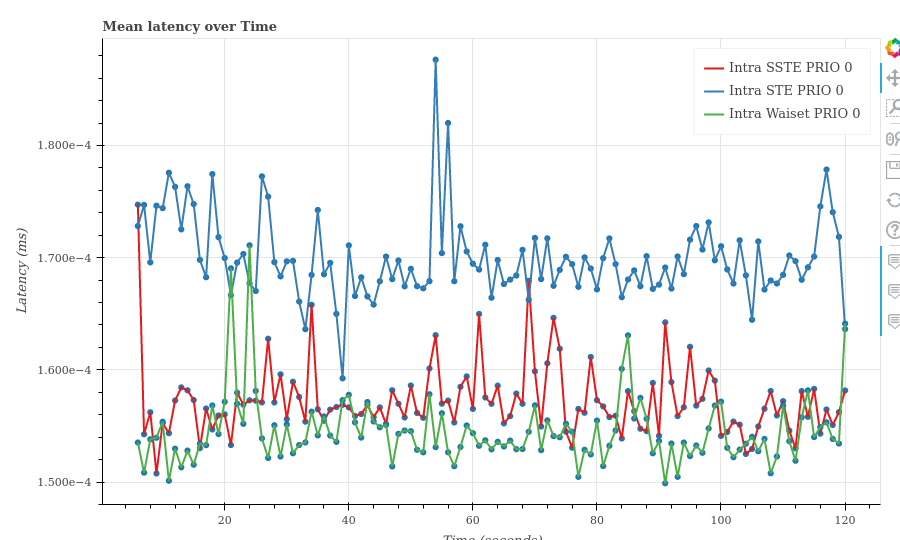 Mean latency over Time
Intra SSTE PRIO 0
Intra STE PRIO 0
Intra Waiset PRIO 0
Latency (ms)
1.800e−4
1.700e−4
1.600e−4
1.500e−4
20
40
60
80
100
120
Time (seconds)